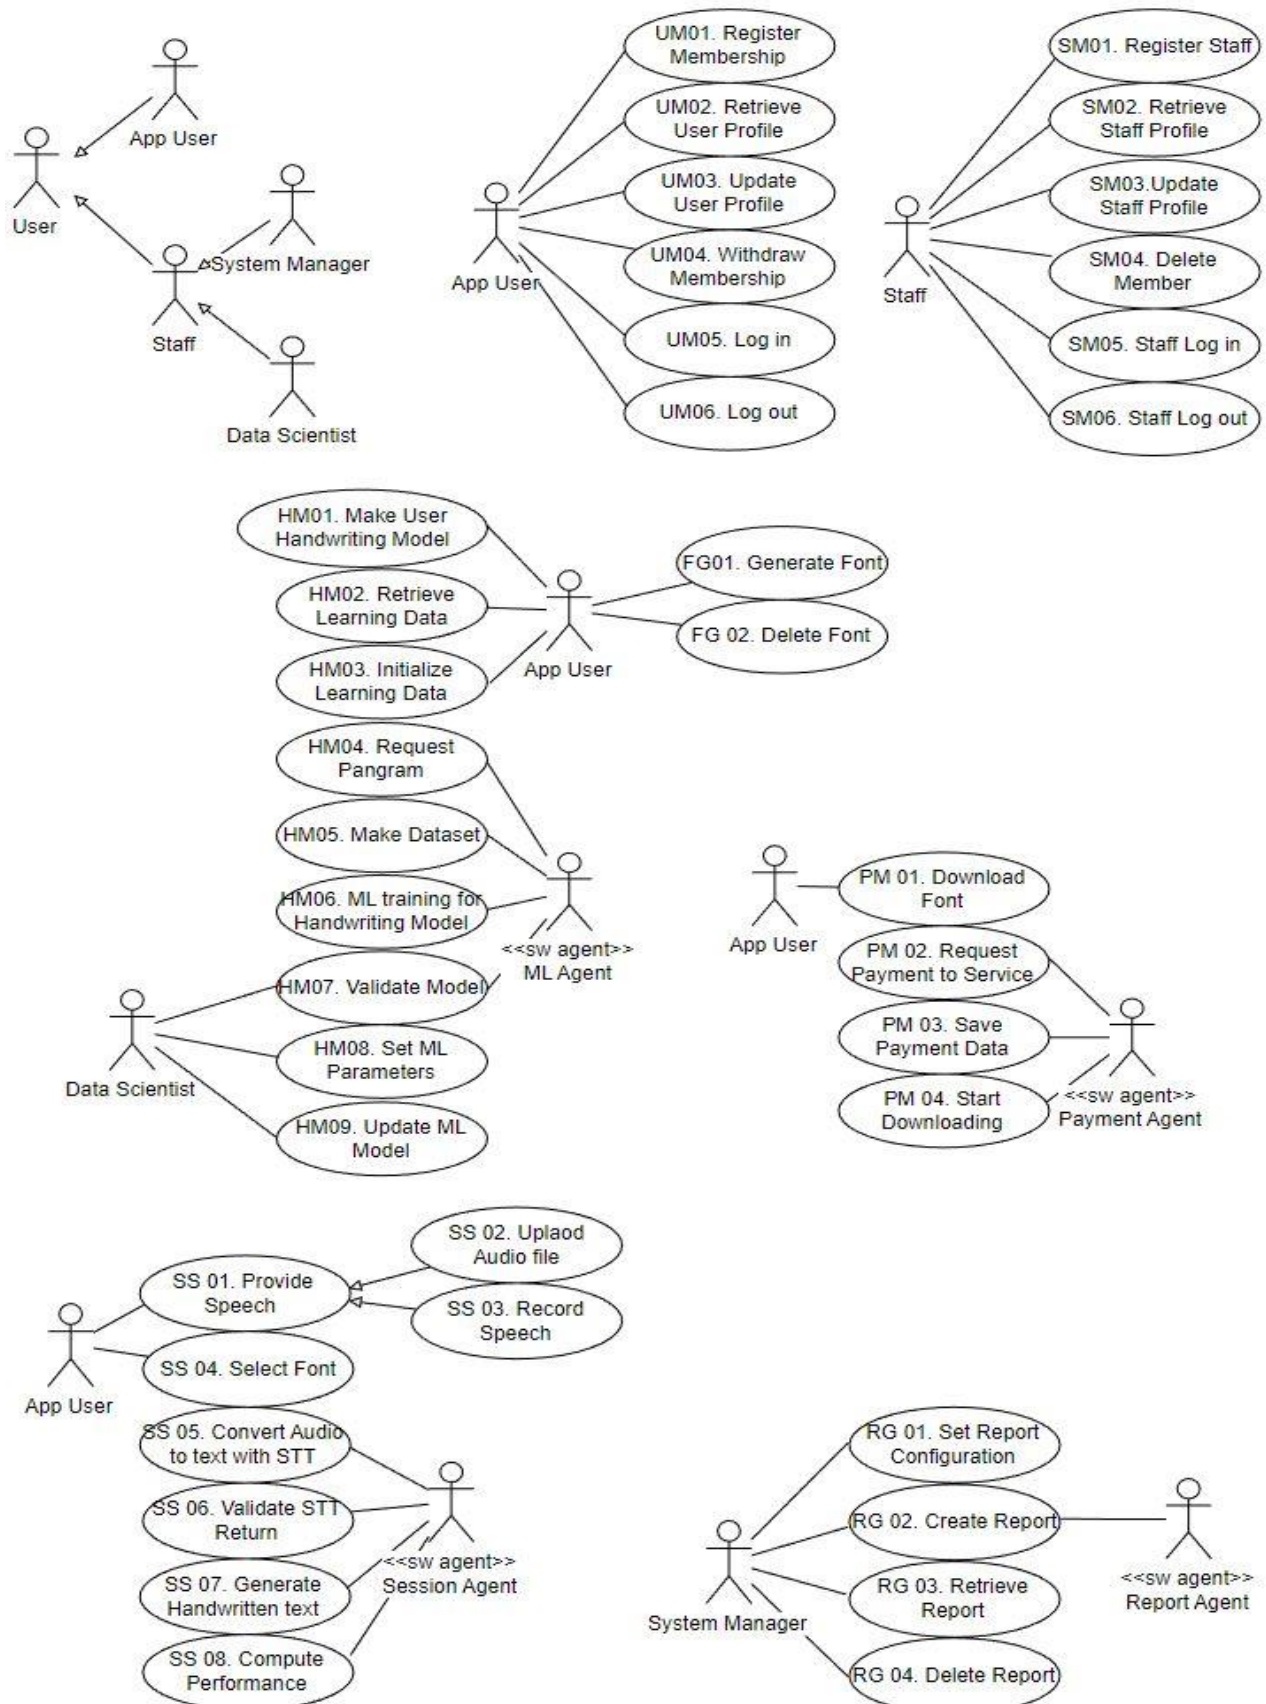 App User
User
System Manager
Staff
Data Scientist
UM01. Register
Membership
UM02. Retrieve
User Profile
UM03. Update
User Profile
UM04. Withdraw
Membership
UM05. Log in
UM06. Log out
App User
SM01. Register Staff
SM02. Retrieve
Staff Profile
SM03.Update
Staff Profile
SM04. Delete
Member
SM05. Staff Log in
SM06. Staff Log out
Staff
HM01. Make User
Handwriting Model
HM02. Retrieve
Learning Data
HM03. Initialize
Learning Data
HM04. Request
Pangram
HM05. Make Dataset
HM06. ML training for
Handwriting Model
HM07. Validate Model
HM08. Set ML
Parameters
HM09. Update ML
Model
App User
FG01. Generate Font
FG 02. Delete Font
<<sw agent>>
ML Agent
Data Scientist
App User
PM 01. Download
Font
PM 02. Request
Payment to Service
PM 03. Save
Payment Data
PM 04. Start
Downloading
<<sw agent>>
Payment Agent
SS 01. Provide
Speech
SS 02. Uplaod
Audio file
SS 03. Record
Speech
SS 04. Select Font
App User
SS 05. Convert Audio
to text with STT
SS 06. Validate STT
Return
SS 07. Generate
Handwritten text
SS 08. Compute
Performance
<<sw agent>>
Session Agent
RG 01. Set Report
Configuration
RG 02. Create Report
RG 03. Retrieve
Report
RG 04. Delete Report
System Manager
<<sw agent>>
Report Agent